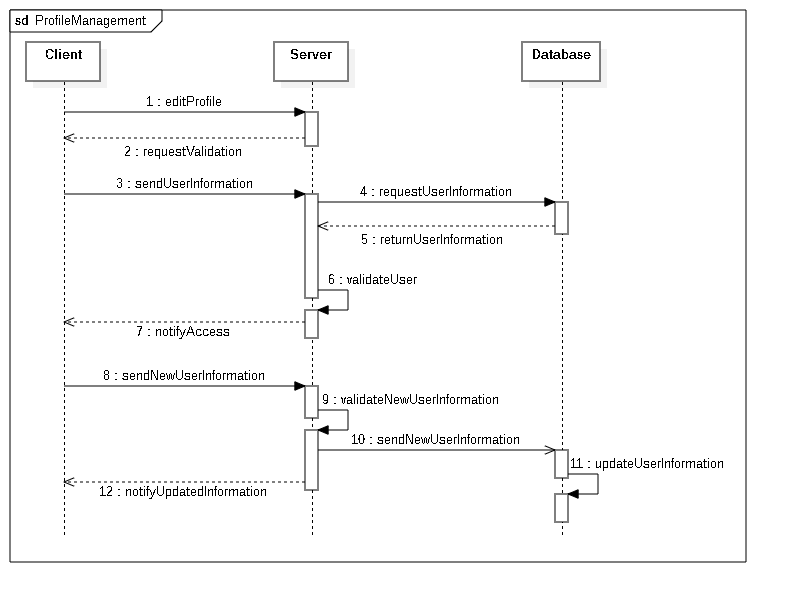 sd ProfileManagement
Client
Server
Database
1 : editProfile
2 : requestValidation
3 : sendUserInformation
4 : requestUserInformation
5 : returnUserInformation
6 : validateUser
7 : notifyAccess
8 : sendNewUserInformation
9 : validateNewUserInformation
10 : sendNewUserInformation
11 : updateUserInformation
12 : notifyUpdatedInformation